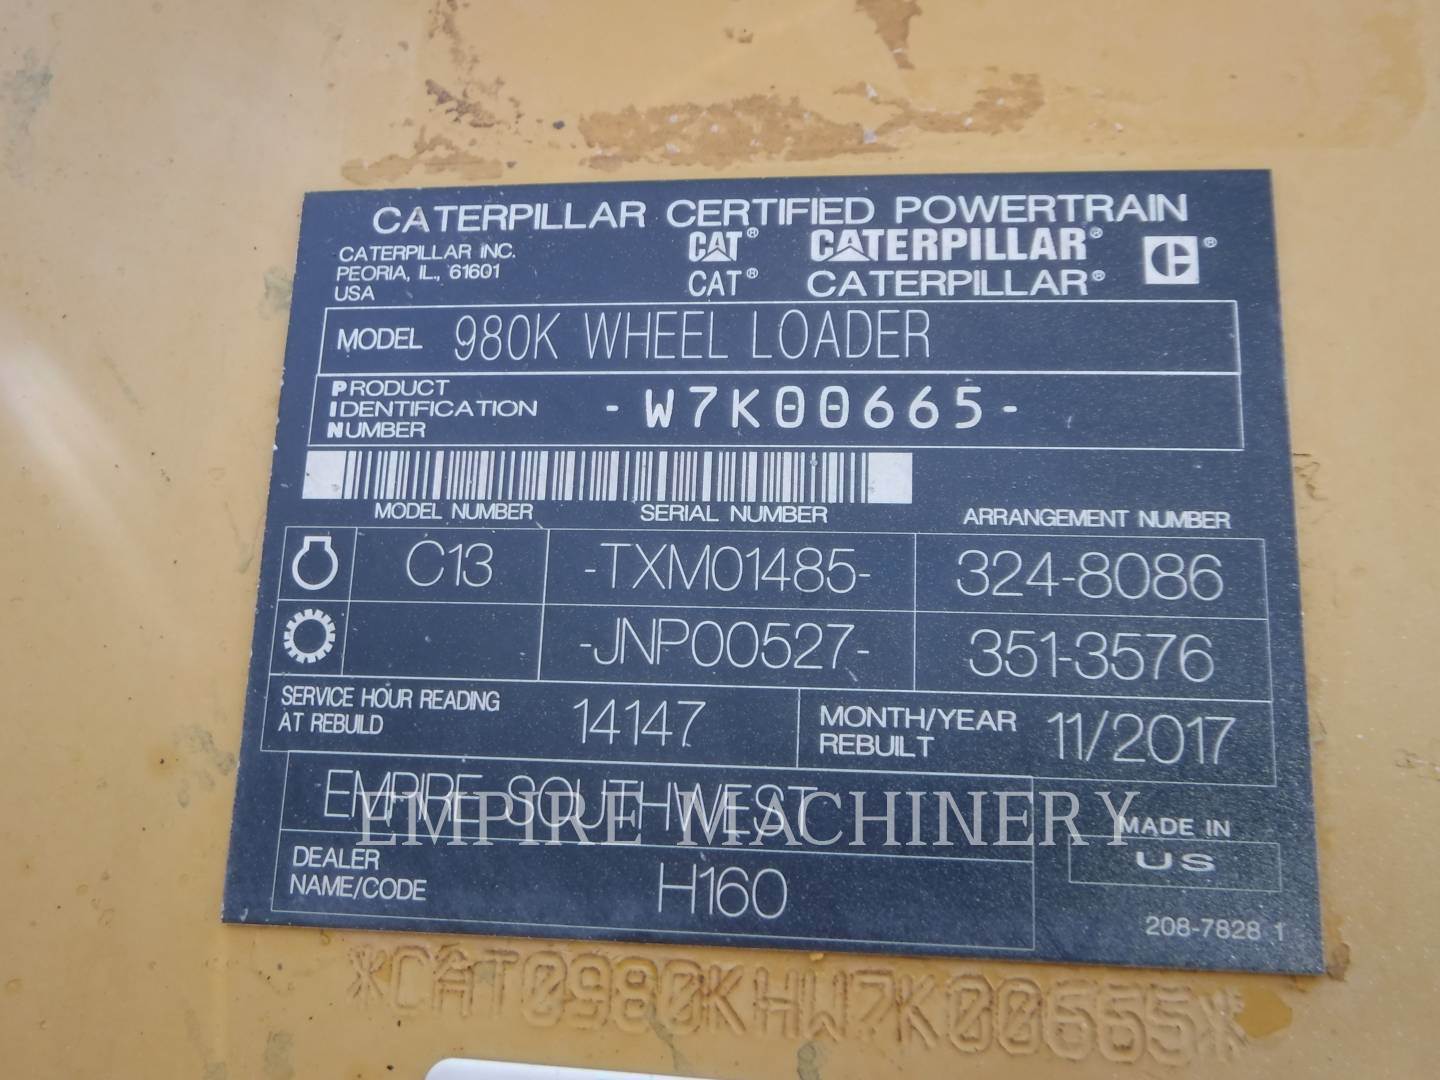 CATERPILLAR CERTIFIED POWERTRAIN
CATERPILLAR INC.
PEORIA, IL., 61601
USA
CAT® CATERPILLAR® C®
CAT® CATERPILLAR®
MODEL 980K WHEEL LOADER
PRODUCT
IDENTIFICATION
NUMBER
-W7K00665-
MODEL NUMBER SERIAL NUMBER ARRANGEMENT NUMBER
C13 -TXM01485- 324-8086
-JNP00527- 351-3576
SERVICE HOUR READING
AT REBUILD
14147
MONTH/YEAR
REBUILT
11/2017
EMPIRE SOUTHWEST
EMPIRE MACHINERY
DEALER
NAME/CODE
H160
MADE IN
US
208-7828 1
*CAT0980KHW7K00665*